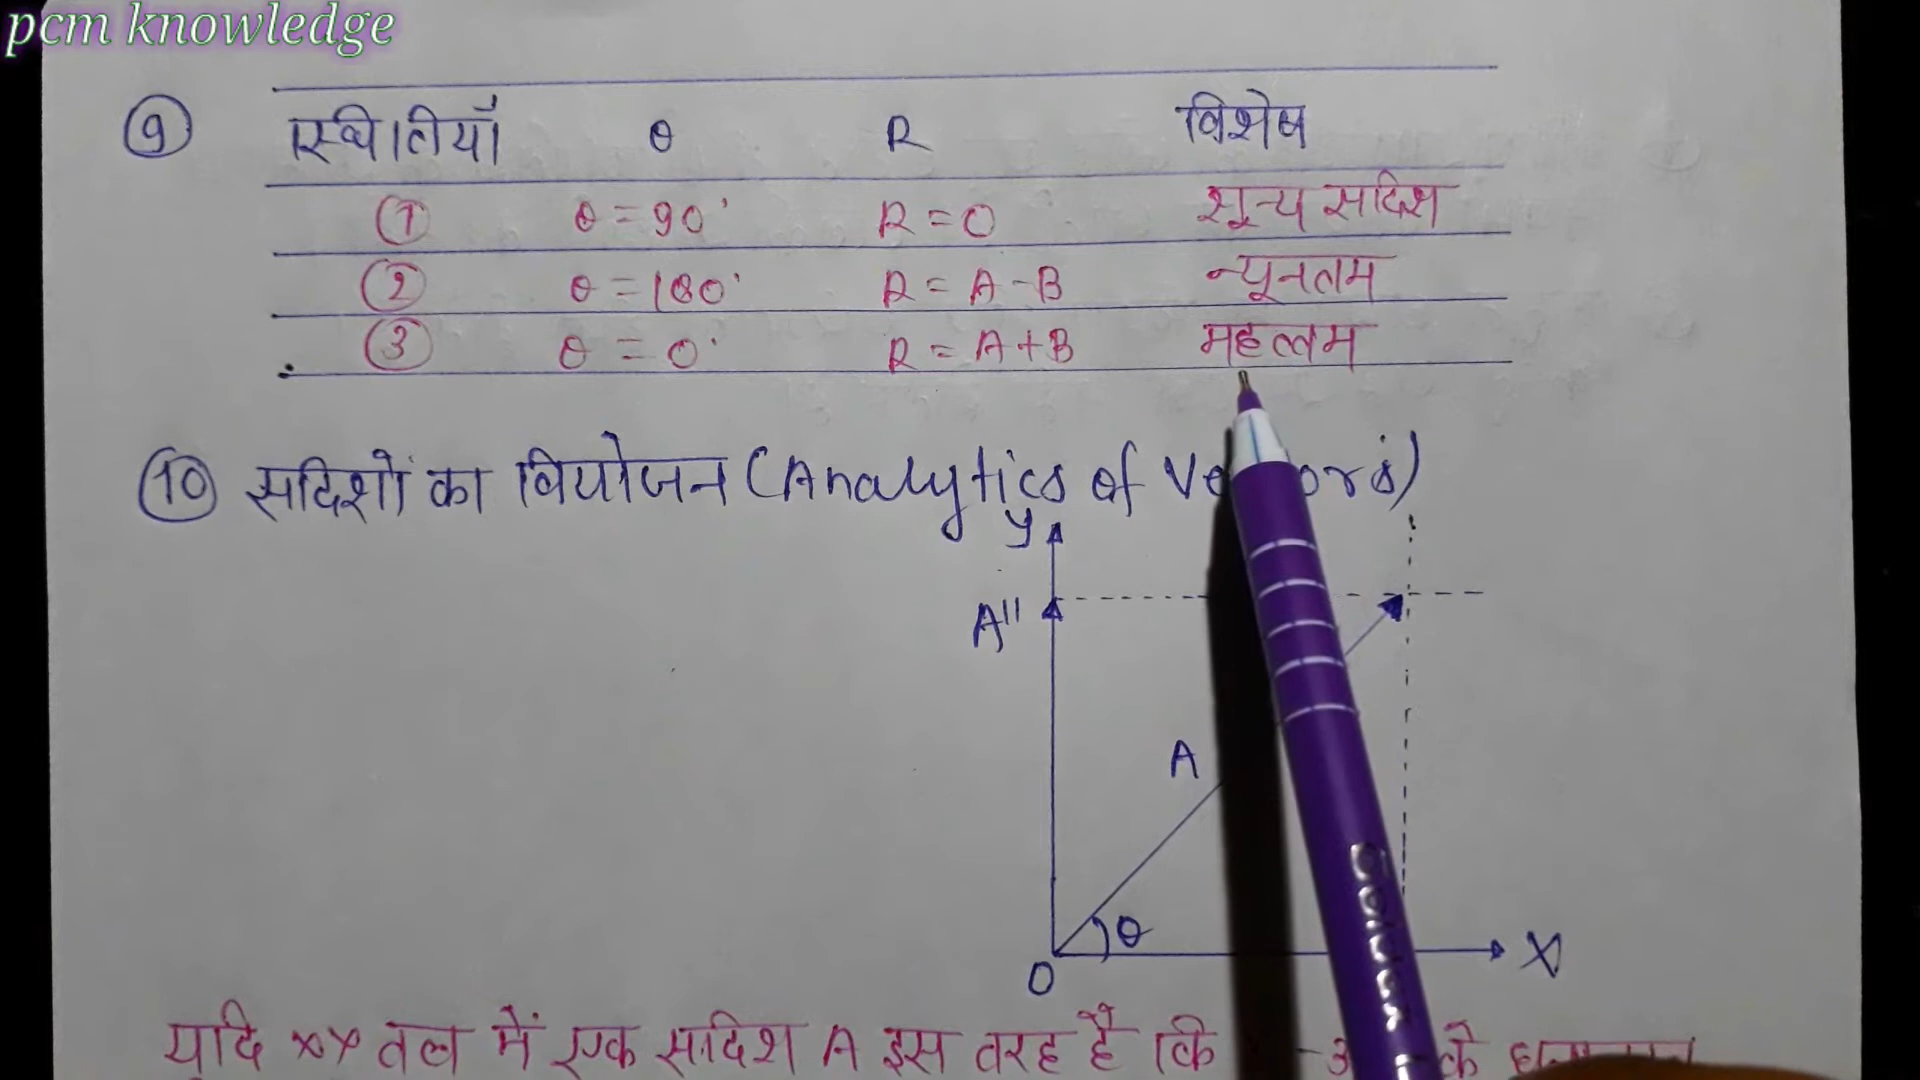 pcm knowledge
9 स्थितियाँ θ R विशेष
1 θ = 90° R = 0 शून्य सदिश
2 θ = 180° R = A - B न्यूनतम
3 θ = 0° R = A + B महत्तम
10 सदिशों का वियोजन (Analytics of Vectors)
y
A''
A
θ
O X
यदि xy तल में एक सदिश A इस तरह है कि के